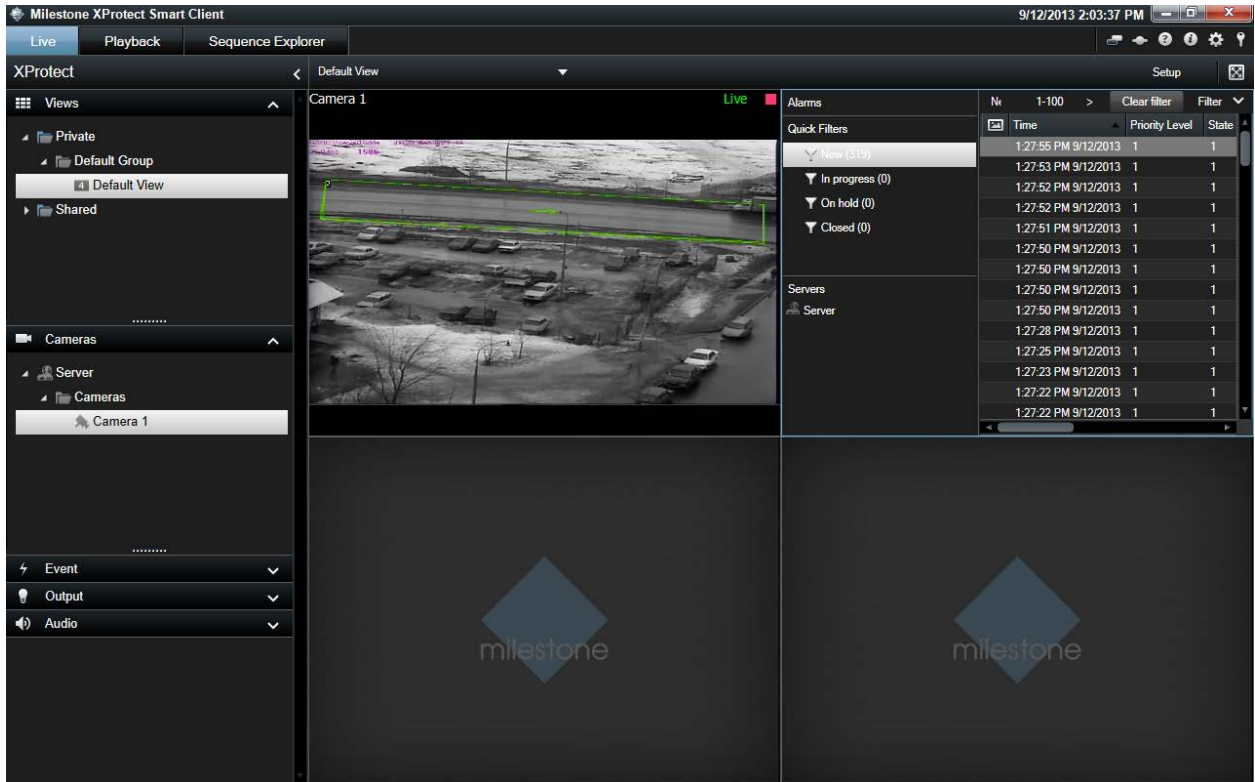 Milestone XProtect Smart Client
9/12/2013 2:03:37 PM
Live
Playback
Sequence Explorer
XProtect
Default View
Setup
Views
Private
Default Group
4 Default View
Shared
Cameras
Server
Cameras
Camera 1
Event
Output
Audio
Camera 1
Live
Alarms
Quick Filters
New (319)
In progress (0)
On hold (0)
Closed (0)
Servers
Server
1-100 >
Clear filter
Filter
Time Priority Level State
1:27:55 PM 9/12/2013 1 1
1:27:53 PM 9/12/2013 1 1
1:27:52 PM 9/12/2013 1 1
1:27:52 PM 9/12/2013 1 1
1:27:51 PM 9/12/2013 1 1
1:27:50 PM 9/12/2013 1 1
1:27:50 PM 9/12/2013 1 1
1:27:50 PM 9/12/2013 1 1
1:27:50 PM 9/12/2013 1 1
1:27:28 PM 9/12/2013 1 1
1:27:25 PM 9/12/2013 1 1
1:27:23 PM 9/12/2013 1 1
1:27:22 PM 9/12/2013 1 1
1:27:22 PM 9/12/2013 1 1
milestone
milestone